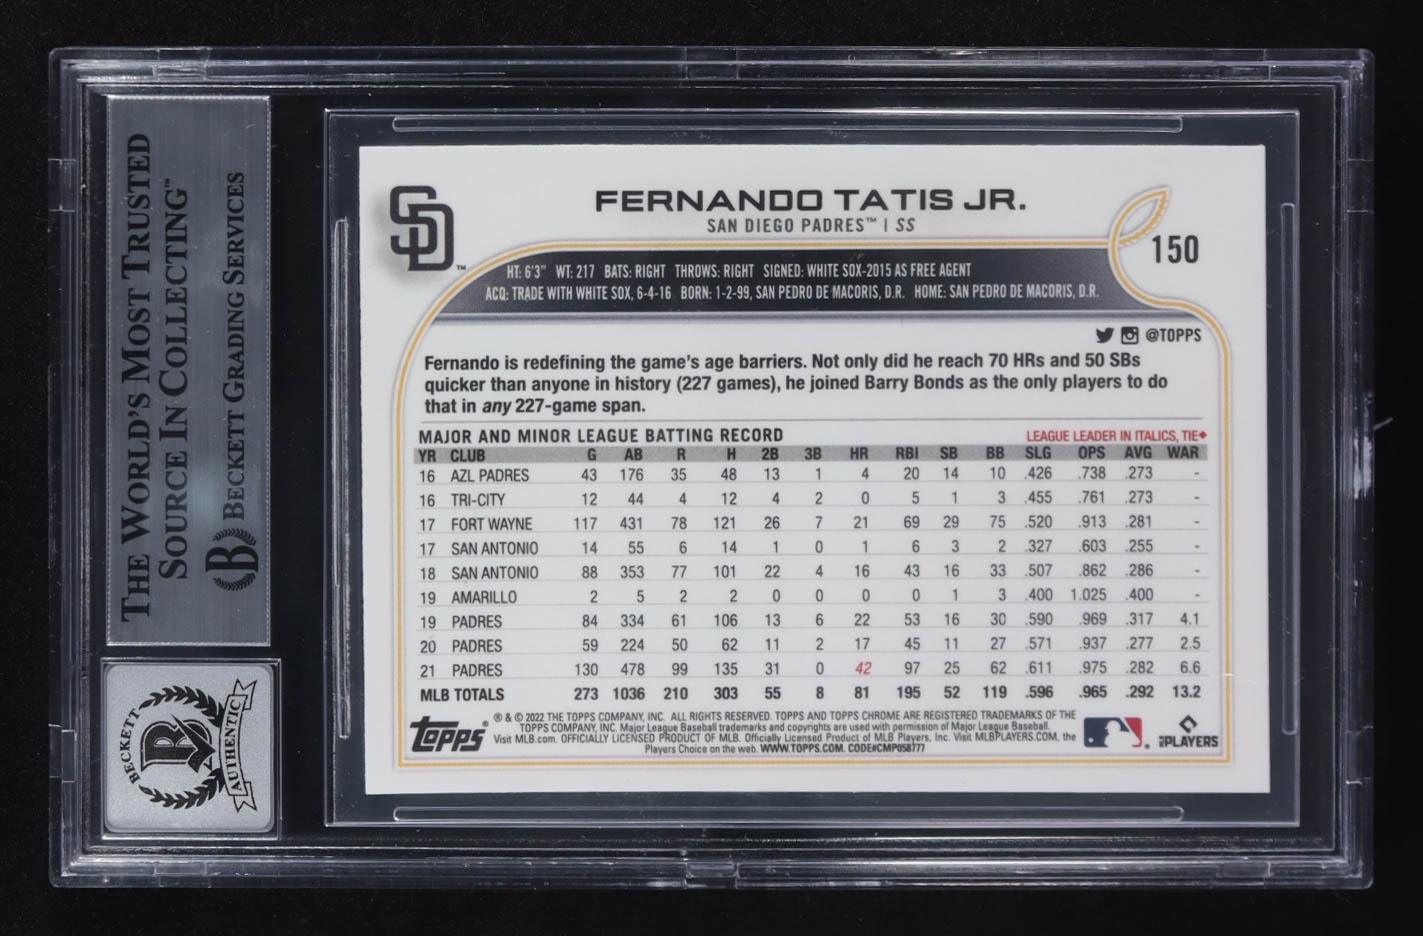 THE WORLD'S MOST TRUSTED
SOURCE IN COLLECTING™
B BECKETT GRADING SERVICES
BECKETT
B
AUTHENTIC
SD™
FERNANDO TATIS JR.
SAN DIEGO PADRES™ | SS
150
HT: 6'3" WT: 217 BATS: RIGHT THROWS: RIGHT SIGNED: WHITE SOX-2015 AS FREE AGENT
ACQ: TRADE WITH WHITE SOX, 6-4-16 BORN: 1-2-99, SAN PEDRO DE MACORIS, D.R. HOME: SAN PEDRO DE MACORIS, D.R.
@TOPPS
Fernando is redefining the game's age barriers. Not only did he reach 70 HRs and 50 SBs
quicker than anyone in history (227 games), he joined Barry Bonds as the only players to do
that in any 227-game span.
MAJOR AND MINOR LEAGUE BATTING RECORD LEAGUE LEADER IN ITALICS, TIE♦
YR CLUB G AB R H 2B 3B HR RBI SB BB SLG OPS AVG WAR
16 AZL PADRES 43 176 35 48 13 1 4 20 14 10 .426 .738 .273 -
16 TRI-CITY 12 44 4 12 4 2 0 5 1 3 .455 .761 .273 -
17 FORT WAYNE 117 431 78 121 26 7 21 69 29 75 .520 .913 .281 -
17 SAN ANTONIO 14 55 6 14 1 0 1 6 3 2 .327 .603 .255 -
18 SAN ANTONIO 88 353 77 101 22 4 16 43 16 33 .507 .862 .286 -
19 AMARILLO 2 5 2 2 0 0 0 0 1 3 .400 1.025 .400 -
19 PADRES 84 334 61 106 13 6 22 53 16 30 .590 .969 .317 4.1
20 PADRES 59 224 50 62 11 2 17 45 11 27 .571 .937 .277 2.5
21 PADRES 130 478 99 135 31 0 42 97 25 62 .611 .975 .282 6.6
MLB TOTALS 273 1036 210 303 55 8 81 195 52 119 .596 .965 .292 13.2
Topps®
® & © 2022 THE TOPPS COMPANY, INC. ALL RIGHTS RESERVED. TOPPS AND TOPPS CHROME ARE REGISTERED TRADEMARKS OF THE
TOPPS COMPANY, INC. Major League Baseball trademarks and copyrights are used with permission of Major League Baseball.
Visit MLB.com. OFFICIALLY LICENSED PRODUCT OF MLB. Officially Licensed Product of MLB Players, Inc. Visit MLBPLAYERS.COM, the
Players Choice on the web. WWW.TOPPS.COM. CODE#CMP058777
MLBPLAYERS